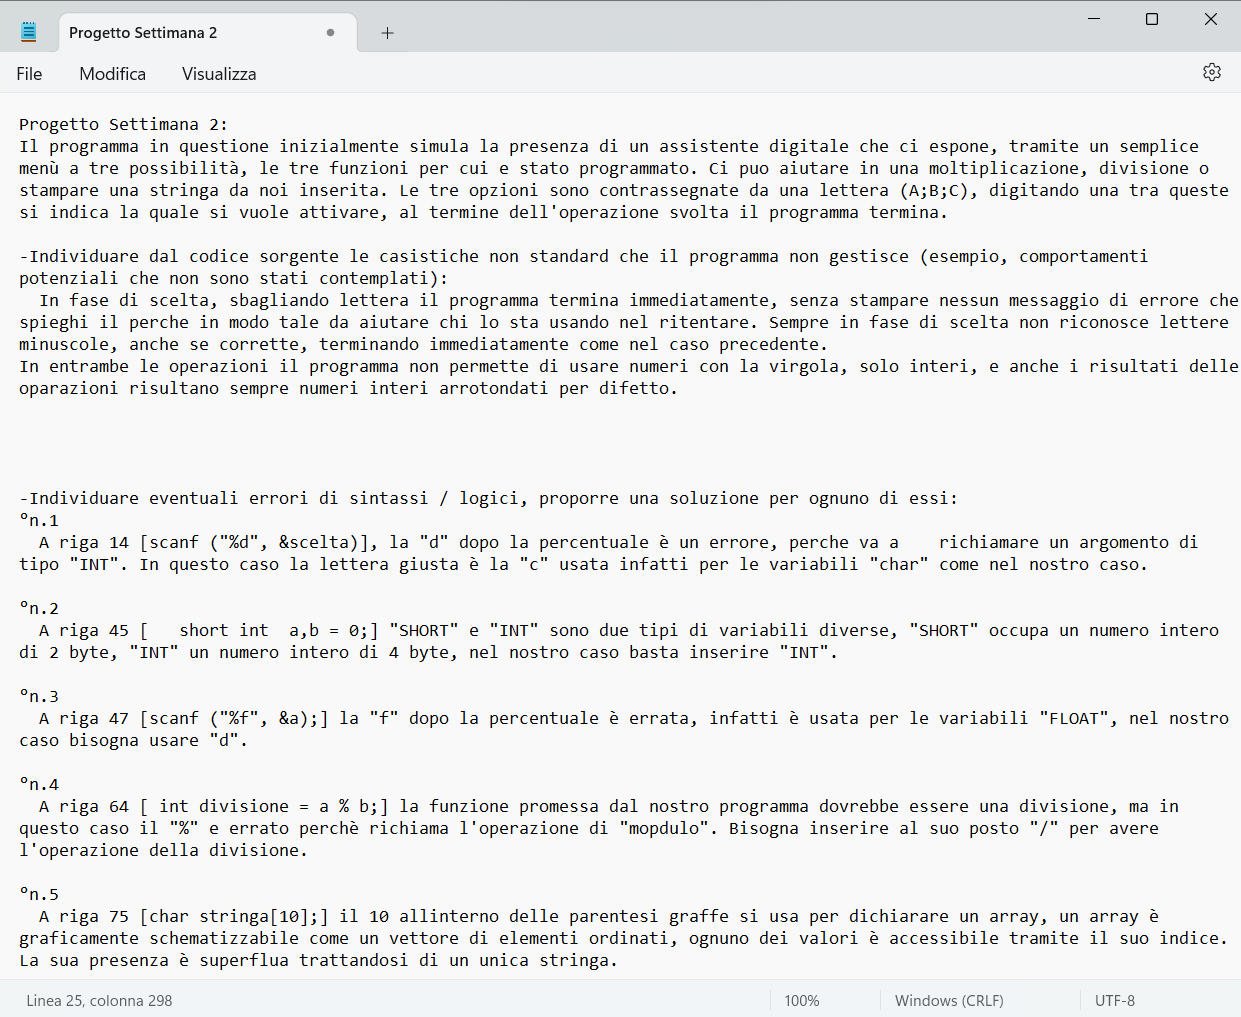 Progetto Settimana 2
File Modifica Visualizza
Progetto Settimana 2:
Il programma in questione inizialmente simula la presenza di un assistente digitale che ci espone, tramite un semplice
menù a tre possibilità, le tre funzioni per cui e stato programmato. Ci puo aiutare in una moltiplicazione, divisione o
stampare una stringa da noi inserita. Le tre opzioni sono contrassegnate da una lettera (A;B;C), digitando una tra queste
si indica la quale si vuole attivare, al termine dell'operazione svolta il programma termina.
-Individuare dal codice sorgente le casistiche non standard che il programma non gestisce (esempio, comportamenti
potenziali che non sono stati contemplati):
In fase di scelta, sbagliando lettera il programma termina immediatamente, senza stampare nessun messaggio di errore che
spieghi il perche in modo tale da aiutare chi lo sta usando nel ritentare. Sempre in fase di scelta non riconosce lettere
minuscole, anche se corrette, terminando immediatamente come nel caso precedente.
In entrambe le operazioni il programma non permette di usare numeri con la virgola, solo interi, e anche i risultati delle
oparazioni risultano sempre numeri interi arrotondati per difetto.
-Individuare eventuali errori di sintassi / logici, proporre una soluzione per ognuno di essi:
°n.1
A riga 14 [scanf ("%d", &scelta)], la "d" dopo la percentuale è un errore, perche va a    richiamare un argomento di
tipo "INT". In questo caso la lettera giusta è la "c" usata infatti per le variabili "char" come nel nostro caso.
°n.2
A riga 45 [   short int  a,b = 0;] "SHORT" e "INT" sono due tipi di variabili diverse, "SHORT" occupa un numero intero
di 2 byte, "INT" un numero intero di 4 byte, nel nostro caso basta inserire "INT".
°n.3
A riga 47 [scanf ("%f", &a);] la "f" dopo la percentuale è errata, infatti è usata per le variabili "FLOAT", nel nostro
caso bisogna usare "d".
°n.4
A riga 64 [ int divisione = a % b;] la funzione promessa dal nostro programma dovrebbe essere una divisione, ma in
questo caso il "%" e errato perchè richiama l'operazione di "mopdulo". Bisogna inserire al suo posto "/" per avere
l'operazione della divisione.
°n.5
A riga 75 [char stringa[10];] il 10 allinterno delle parentesi graffe si usa per dichiarare un array, un array è
graficamente schematizzabile come un vettore di elementi ordinati, ognuno dei valori è accessibile tramite il suo indice.
La sua presenza è superflua trattandosi di un unica stringa.
Linea 25, colonna 298 100% Windows (CRLF) UTF-8